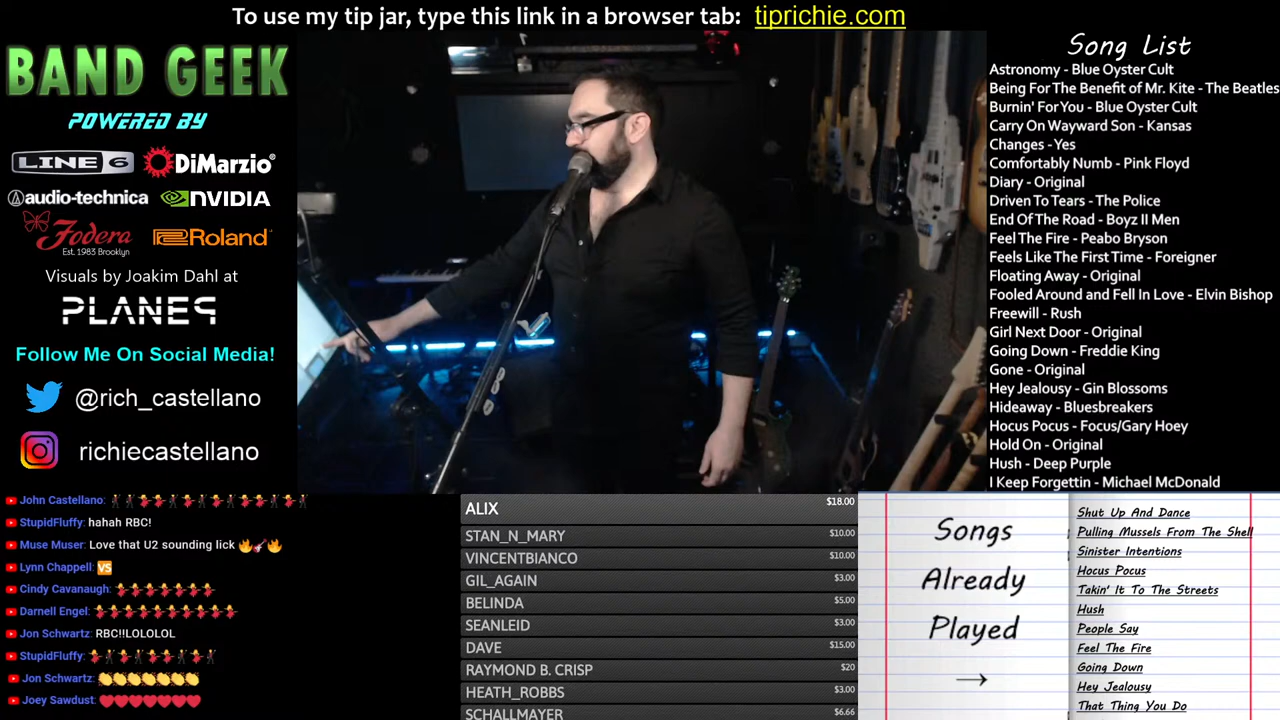 To use my tip jar, type this link in a browser tab: tiprichie.com
BAND GEEK
POWERED BY
LINE 6
DiMarzio
audio-technica
NVIDIA
Fodera
Est. 1983 Brooklyn
Roland
Visuals by Joakim Dahl at
PLANE9
Follow Me On Social Media!
@rich_castellano
richiecastellano
John Castellano:
StupidFluffy: hahah RBC!
Muse Muser: Love that U2 sounding lick 🔥🎸🔥
Lynn Chappell: 🆚
Cindy Cavanaugh:
Darnell Engel:
Jon Schwartz: RBC!!LOLOLOL
StupidFluffy:
Jon Schwartz: 👏👏👏👏👏👏👏
Joey Sawdust: ❤❤❤❤❤❤❤
ALIX $18.00
STAN_N_MARY $10.00
VINCENTBIANCO $10.00
GIL_AGAIN $3.00
BELINDA $5.00
SEANLEID $3.00
DAVE $15.00
RAYMOND B. CRISP $20
HEATH_ROBBS $3.00
SCHALLMAYER $6.66
Song List
Astronomy - Blue Oyster Cult
Being For The Benefit of Mr. Kite - The Beatles
Burnin' For You - Blue Oyster Cult
Carry On Wayward Son - Kansas
Changes - Yes
Comfortably Numb - Pink Floyd
Diary - Original
Driven To Tears - The Police
End Of The Road - Boyz II Men
Feel The Fire - Peabo Bryson
Feels Like The First Time - Foreigner
Floating Away - Original
Fooled Around and Fell In Love - Elvin Bishop
Freewill - Rush
Girl Next Door - Original
Going Down - Freddie King
Gone - Original
Hey Jealousy - Gin Blossoms
Hideaway - Bluesbreakers
Hocus Pocus - Focus/Gary Hoey
Hold On - Original
Hush - Deep Purple
I Keep Forgettin - Michael McDonald
Songs
Already
Played
→
Shut Up And Dance
Pulling Mussels From The Shell
Sinister Intentions
Hocus Pocus
Takin' It To The Streets
Hush
People Say
Feel The Fire
Going Down
Hey Jealousy
That Thing You Do